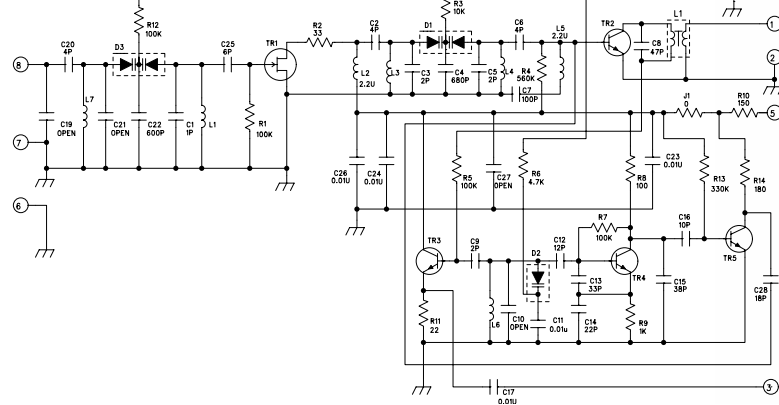 R12
100K
R3
10K
L1
1
TR2
C8
47P
2
C20
4P
D3
C25
6P
TR1
R2
33
C2
4P
D1
C6
4P
L5
2.2U
8
L2
2.2U
L3
C3
2P
C4
680P
C5
2P
L4
R4
560K
C7
100P
J1
0
R10
150
5
C19
OPEN
L7
C21
OPEN
C22
600P
C1
1P
L1
R1
100K
7
C26
0.01U
C24
0.01U
R5
100K
C27
OPEN
R6
4.7K
R8
100
C23
0.01U
R13
330K
R14
180
6
TR3
C9
2P
D2
C12
12P
R7
100K
C16
10P
TR5
TR4
C13
33P
C15
38P
C28
18P
R11
22
L6
C10
OPEN
C11
0.01u
C14
22P
R9
1K
C17
0.01U
3